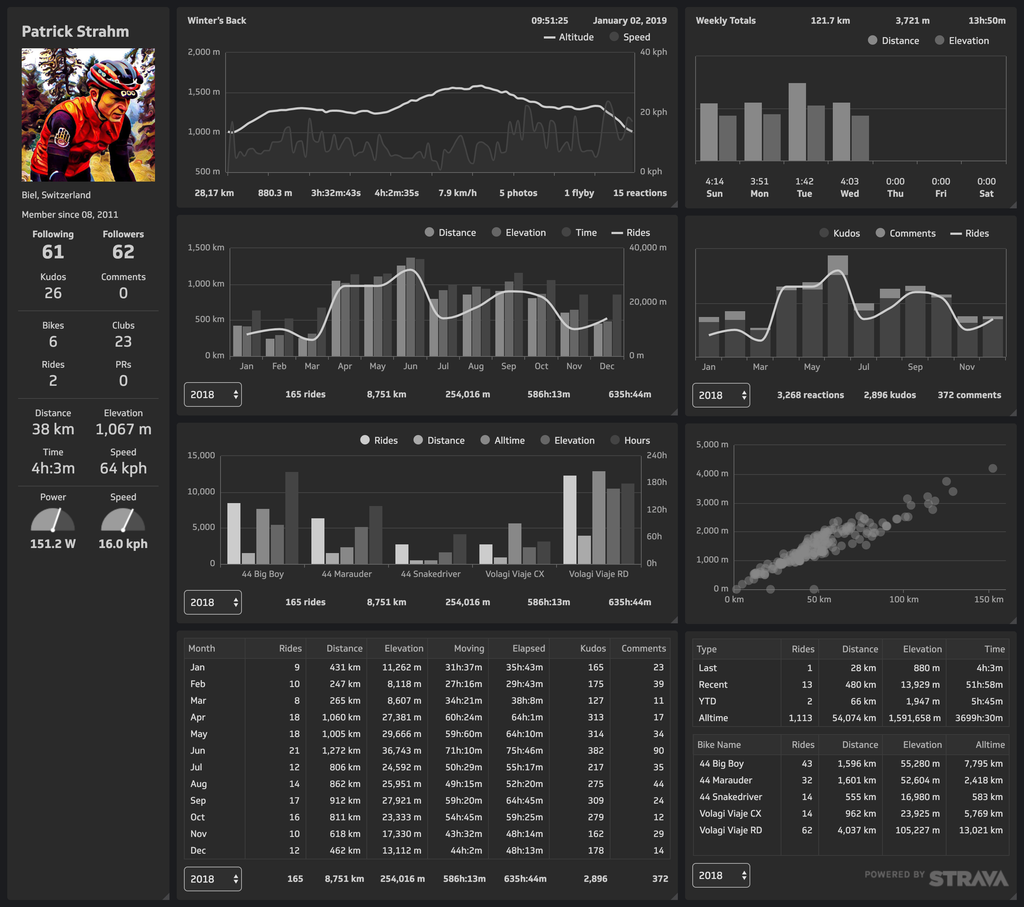 Patrick Strahm
Biel, Switzerland
Member since 08, 2011
Following Followers
61 62
Kudos Comments
26 0
Bikes Clubs
6 23
Rides PRs
2 0
Distance Elevation
38 km 1,067 m
Time Speed
4h:3m 64 kph
Power Speed
151.2 W 16.0 kph
Winter's Back 09:51:25 January 02, 2019
Altitude Speed
2,000 m 40 kph
1,500 m
20 kph
1,000 m
500 m 0 kph
28,17 km 880.3 m 3h:32m:43s 4h:2m:35s 7.9 km/h 5 photos 1 flyby 15 reactions
Weekly Totals 121.7 km 3,721 m 13h:50m
Distance Elevation
4:14 3:51 1:42 4:03 0:00 0:00 0:00
Sun Mon Tue Wed Thu Fri Sat
Distance Elevation Time Rides
1,500 km 40,000 m
1,000 km
20,000 m
500 km
0 km 0 m
Jan Feb Mar Apr May Jun Jul Aug Sep Oct Nov Dec
2018 165 rides 8,751 km 254,016 m 586h:13m 635h:44m
Kudos Comments Rides
Jan Mar May Jul Sep Nov
2018 3,268 reactions 2,896 kudos 372 comments
Rides Distance Alltime Elevation Hours
15,000 240h
180h
10,000
120h
5,000
60h
0 0h
44 Big Boy 44 Marauder 44 Snakedriver Volagi Viaje CX Volagi Viaje RD
2018 165 rides 8,751 km 254,016 m 586h:13m 635h:44m
5,000 m
4,000 m
3,000 m
2,000 m
1,000 m
0 m
0 km 50 km 100 km 150 km
Month Rides Distance Elevation Moving Elapsed Kudos Comments
Jan 9 431 km 11,262 m 31h:37m 35h:43m 165 23
Feb 10 247 km 8,118 m 27h:16m 29h:43m 175 39
Mar 8 265 km 8,607 m 34h:21m 38h:8m 127 11
Apr 18 1,060 km 27,381 m 60h:24m 64h:1m 313 17
May 18 1,005 km 29,666 m 59h:60m 64h:10m 314 34
Jun 21 1,272 km 36,743 m 71h:10m 75h:46m 382 90
Jul 12 806 km 24,592 m 50h:29m 55h:17m 217 35
Aug 14 862 km 25,951 m 49h:15m 52h:20m 275 44
Sep 17 912 km 27,921 m 59h:20m 64h:45m 309 24
Oct 16 811 km 23,333 m 54h:45m 59h:25m 279 12
Nov 10 618 km 17,330 m 43h:32m 48h:14m 162 29
Dec 12 462 km 13,112 m 44h:2m 48h:13m 178 14
2018 165 8,751 km 254,016 m 586h:13m 635h:44m 2,896 372
Type Rides Distance Elevation Time
Last 1 28 km 880 m 4h:3m
Recent 13 480 km 13,929 m 51h:58m
YTD 2 66 km 1,947 m 5h:45m
Alltime 1,113 54,074 km 1,591,658 m 3699h:30m
Bike Name Rides Distance Elevation Alltime
44 Big Boy 43 1,596 km 55,280 m 7,795 km
44 Marauder 32 1,601 km 52,604 m 2,418 km
44 Snakedriver 14 555 km 16,980 m 583 km
Volagi Viaje CX 14 962 km 23,925 m 5,769 km
Volagi Viaje RD 62 4,037 km 105,227 m 13,021 km
2018 POWERED BY STRAVA